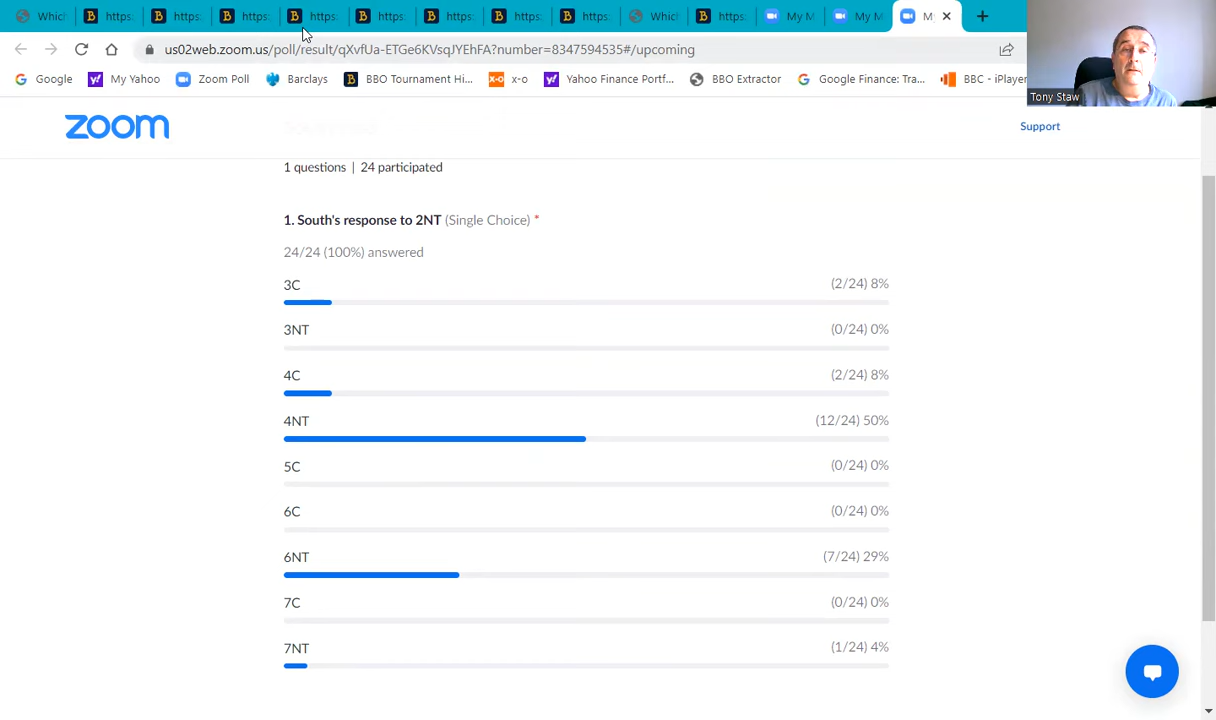 Which
https:
https:
https:
https:
https:
https:
https:
https:
Which
https:
My M
My M
My
us02web.zoom.us/poll/result/qXvfUa-ETGe6KVsqJYEhFA?number=8347594535#/upcoming
Google My Yahoo Zoom Poll Barclays BBO Tournament Hi... x-o Yahoo Finance Portf... BBO Extractor Google Finance: Tra... BBC - iPlayer
Tony Staw
zoom Support
1 questions | 24 participated
1. South's response to 2NT (Single Choice) *
24/24 (100%) answered
3C (2/24) 8%
3NT (0/24) 0%
4C (2/24) 8%
4NT (12/24) 50%
5C (0/24) 0%
6C (0/24) 0%
6NT (7/24) 29%
7C (0/24) 0%
7NT (1/24) 4%